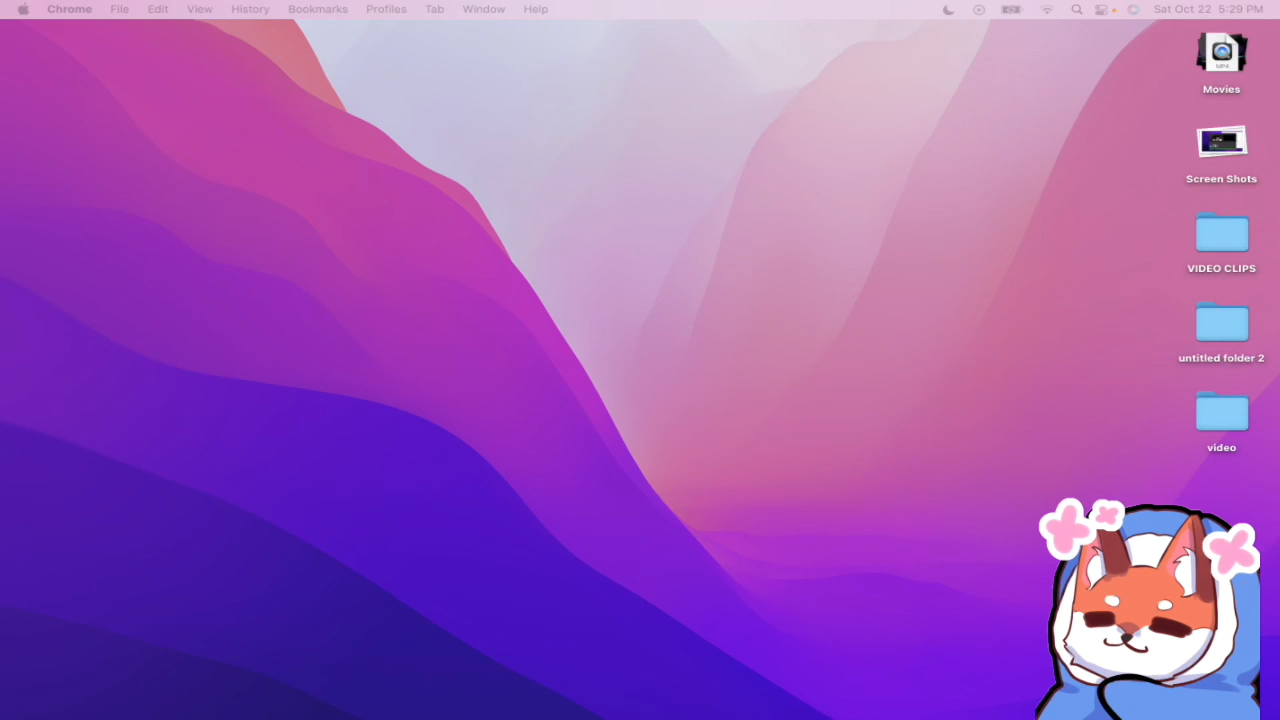 Chrome File Edit View History Bookmarks Profiles Tab Window Help Sat Oct 22 5:29 PM
MP4
Movies
Screen Shots
VIDEO CLIPS
untitled folder 2
video